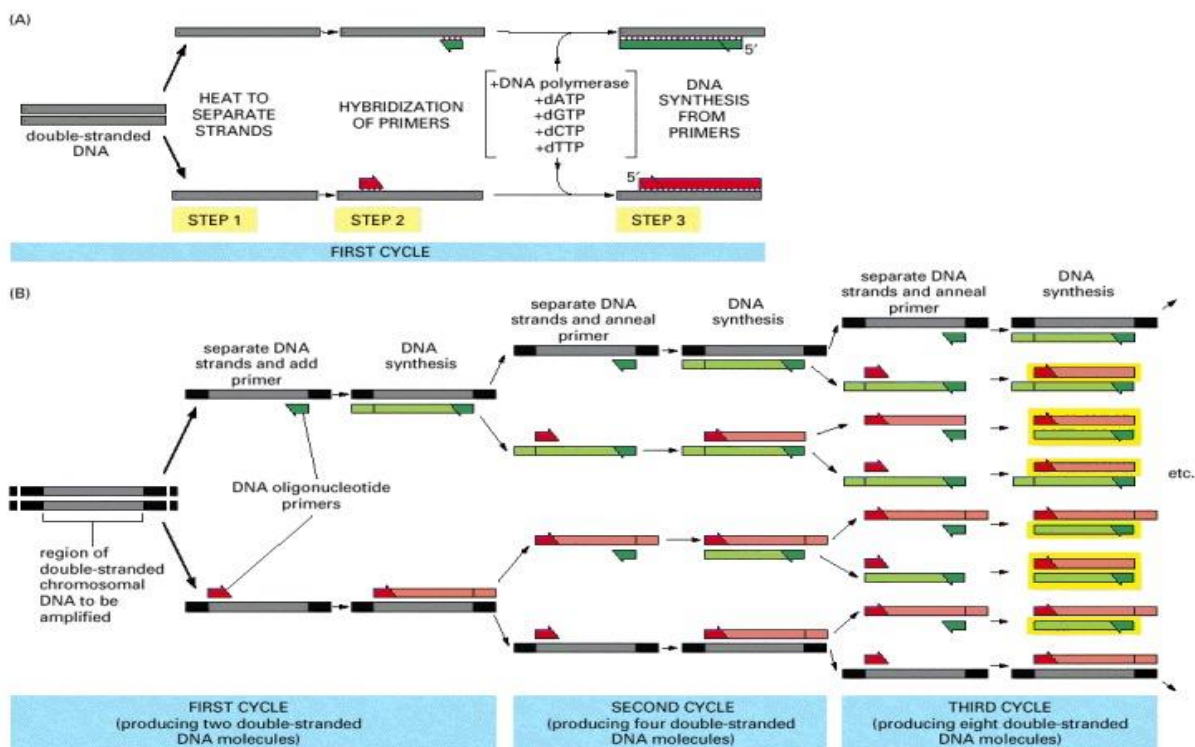 (A)
HEAT TO
SEPARATE
STRANDS
HYBRIDIZATION
OF PRIMERS
+DNA polymerase
+dATP
+dGTP
+dCTP
+dTTP
5′
DNA
SYNTHESIS
FROM
PRIMERS
double-stranded
DNA
5′
STEP 1
STEP 2
STEP 3
FIRST CYCLE
(B)
separate DNA
strands and add
primer
DNA
synthesis
separate DNA
strands and anneal
primer
DNA
synthesis
separate DNA
strands and anneal
primer
DNA
synthesis
DNA oligonucleotide
primers
etc.
region of
double-stranded
chromosomal
DNA to be
amplified
FIRST CYCLE
(producing two double-stranded
DNA molecules)
SECOND CYCLE
(producing four double-stranded
DNA molecules)
THIRD CYCLE
(producing eight double-stranded
DNA molecules)